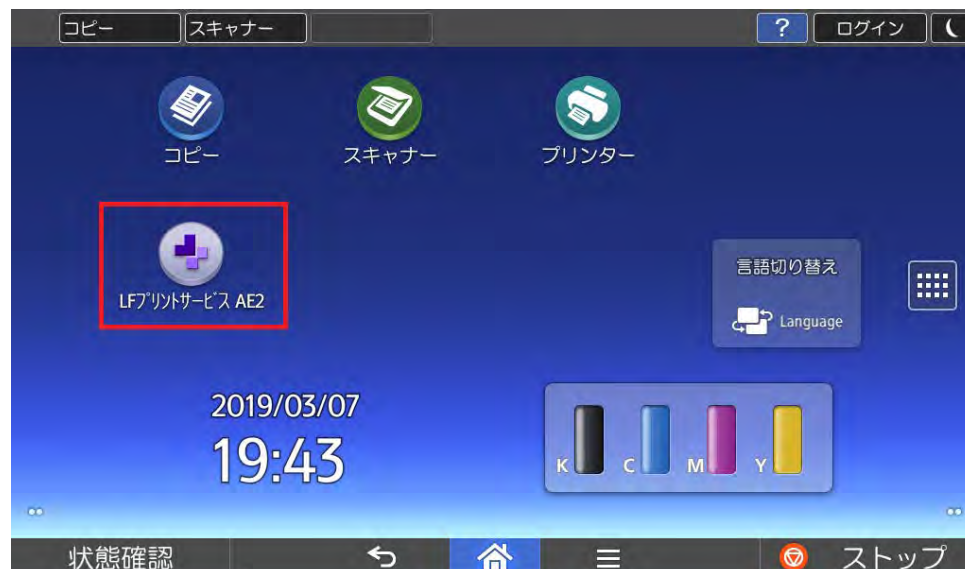 コピー
スキャナー
?
ログイン
コピー
スキャナー
プリンター
LFﾌﾟﾘﾝﾄｻｰﾋﾞｽ AE2
言語切り替え
Language
2019/03/07
19:43
K C M Y
状態確認
ストップ